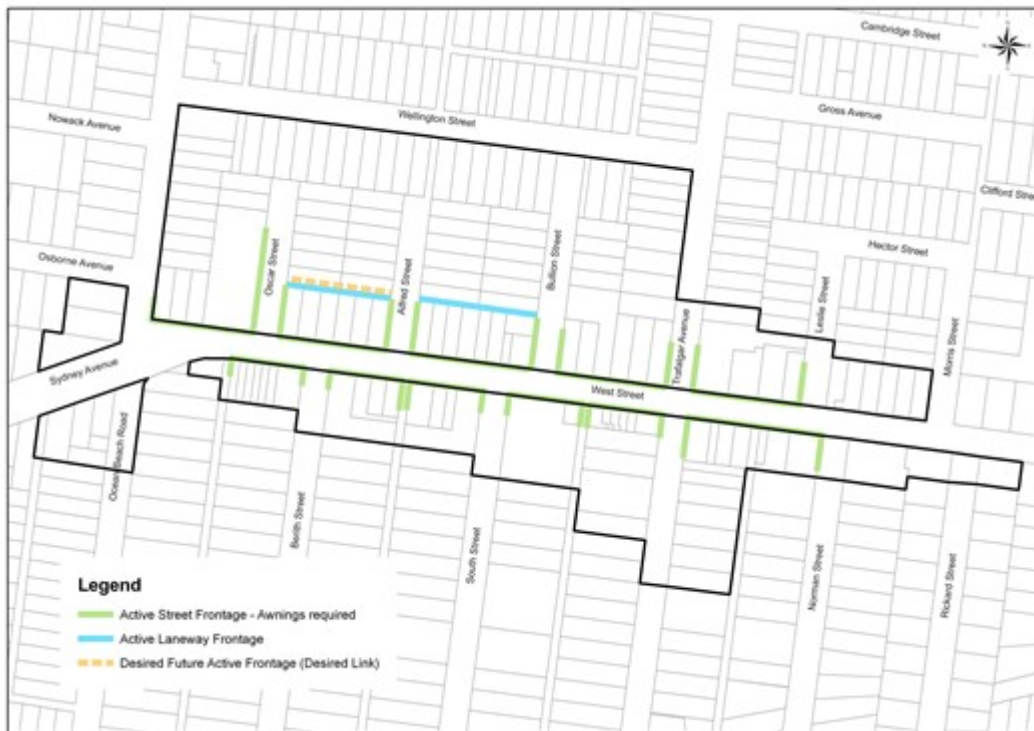 Cambridge Street
Wellington Street
Gross Avenue
Nowack Avenue
Clifford Stre
Hector Street
Osborne Avenue
Oscar Street
Alfred Street
Bullion Street
Leslie Street
Trafalgar Avenue
Morris Street
Sydney Avenue
West Street
Ocean Beach Road
Berith Street
South Street
Norman Street
Rickard Street
Legend
Active Street Frontage - Awnings required
Active Laneway Frontage
Desired Future Active Frontage (Desired Link)